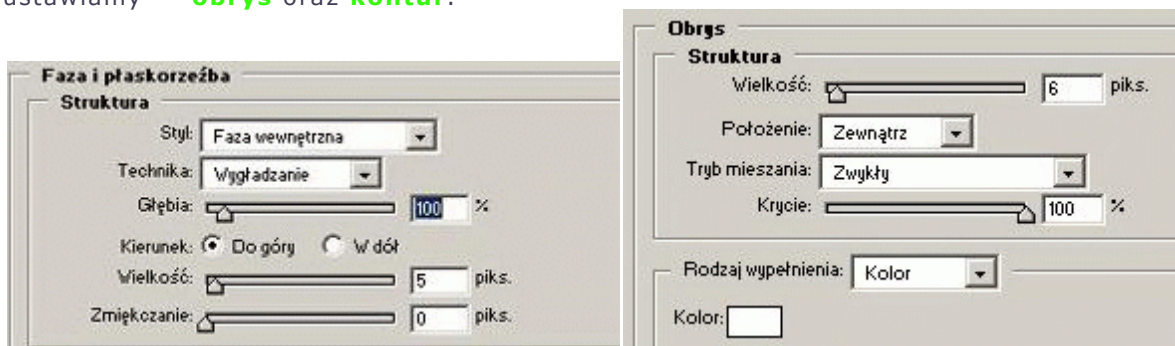 ustawiamy obrys oraz kontur.
Faza i płaskorzeźba
Struktura
Styl: Faza wewnętrzna
Technika: Wygładzanie
Głębia: 100 %
Kierunek: Do góry W dół
Wielkość: 5 piks.
Zmiękczanie: 0 piks.
Obrys
Struktura
Wielkość: 6 piks.
Położenie: Zewnątrz
Tryb mieszania: Zwykły
Krycie: 100 %
Rodzaj wypełnienia: Kolor
Kolor: